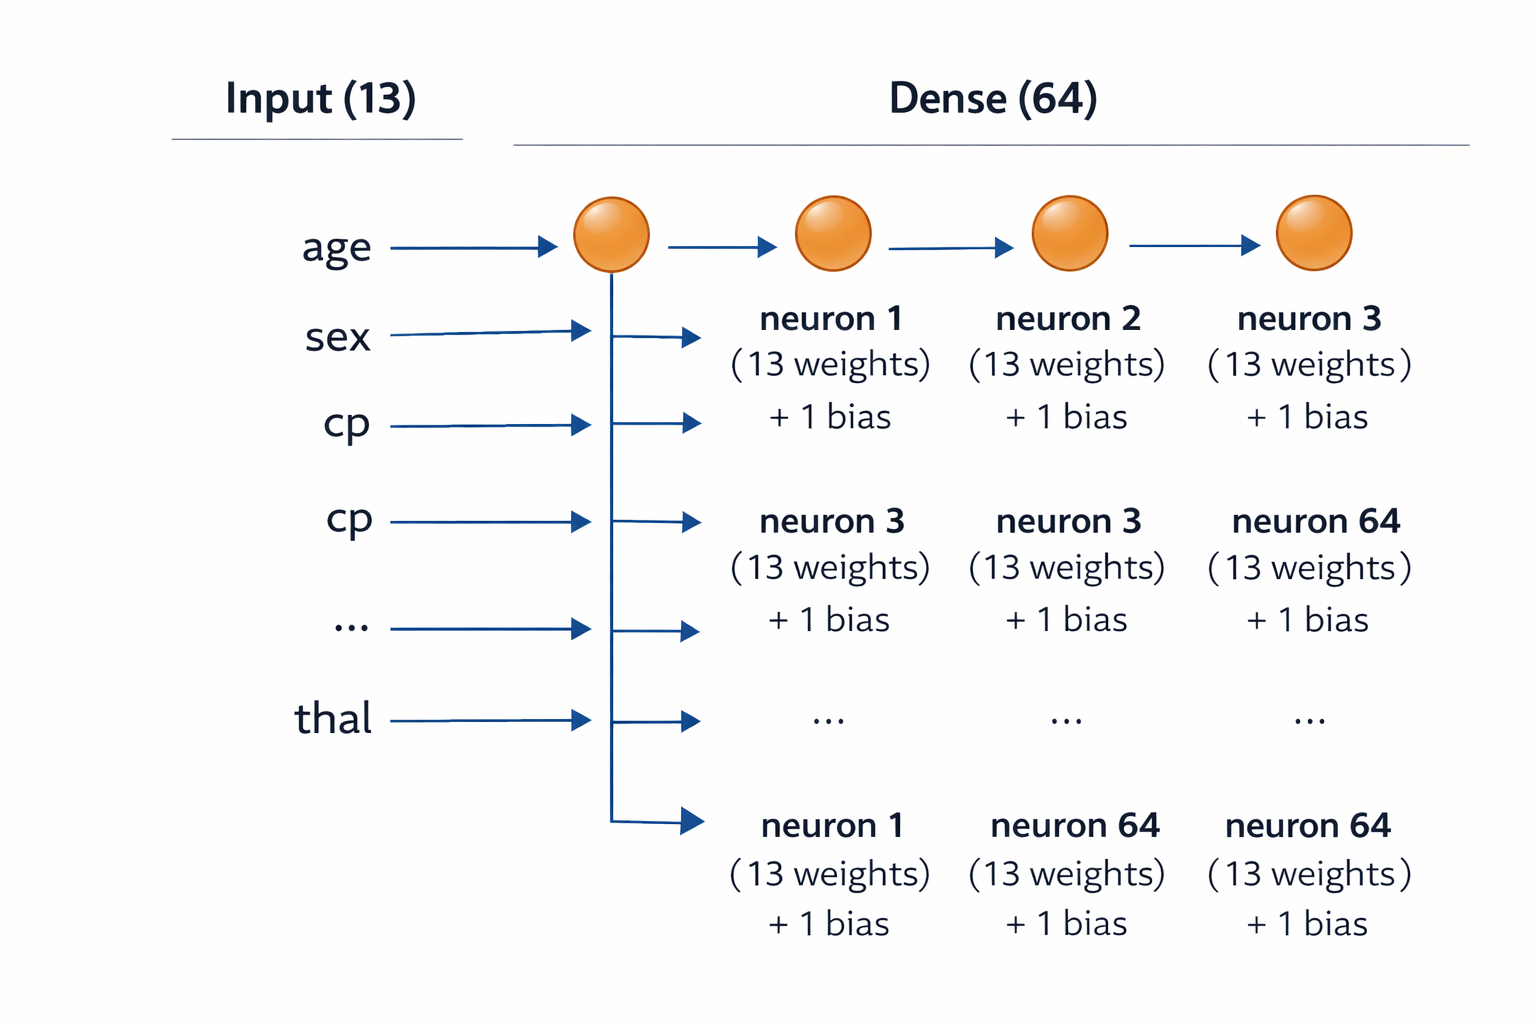 Input (13)
Dense (64)
age
sex
cp
cp
...
thal
neuron 1
(13 weights)
+ 1 bias
neuron 2
(13 weights)
+ 1 bias
neuron 3
(13 weights)
+ 1 bias
neuron 3
(13 weights)
+ 1 bias
neuron 3
(13 weights)
+ 1 bias
neuron 64
(13 weights)
+ 1 bias
...
...
...
neuron 1
(13 weights)
+ 1 bias
neuron 64
(13 weights)
+ 1 bias
neuron 64
(13 weights)
+ 1 bias